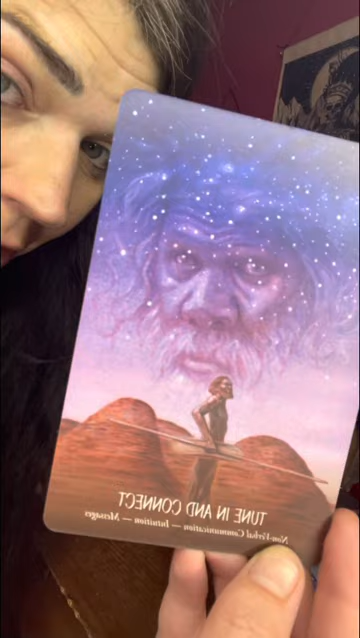 TUNE IN AND CONNECT
Non-Verbal Communication — Intuition — Messages